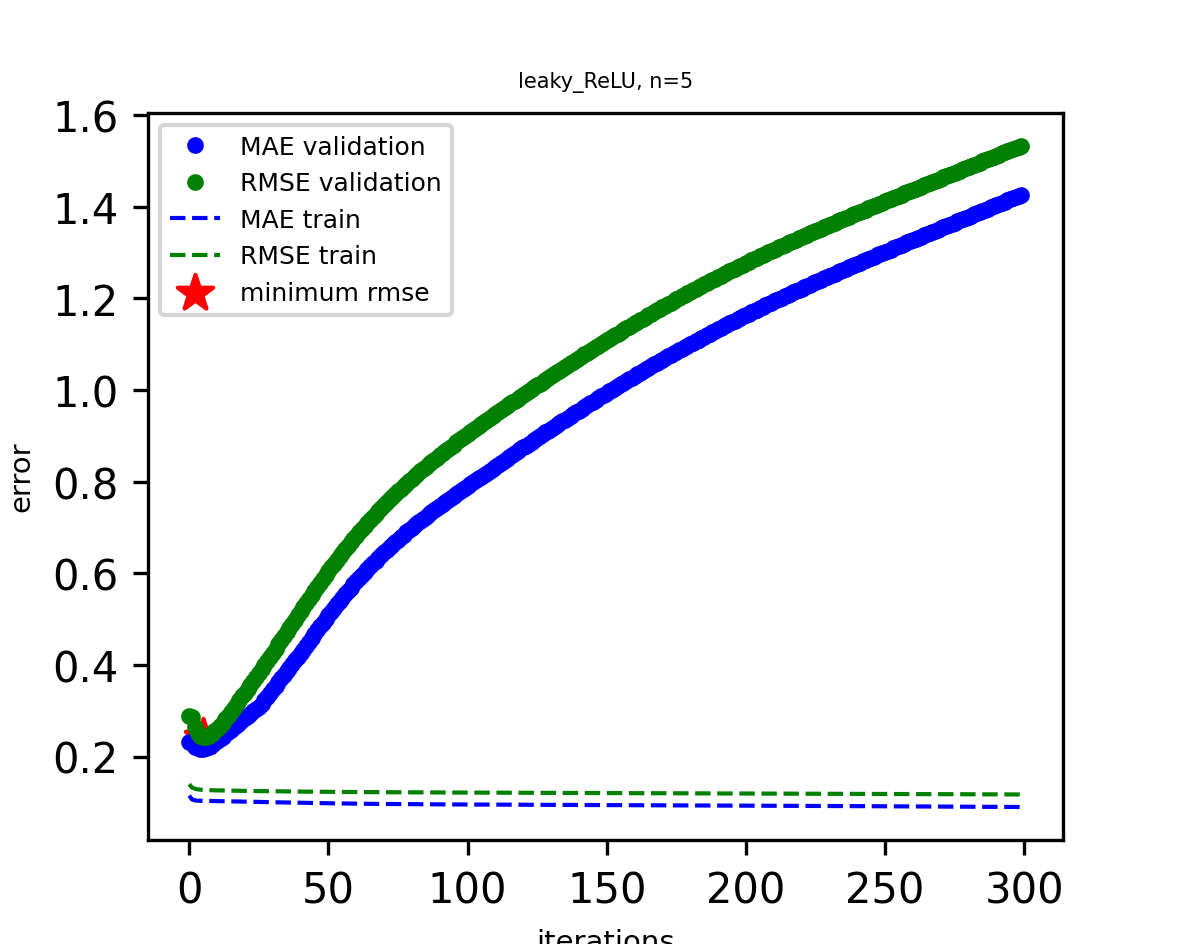 leaky_ReLU, n=5
1.6
1.4
1.2
1.0
0.8
0.6
0.4
0.2
error
MAE validation
RMSE validation
MAE train
RMSE train
minimum rmse
0 50 100 150 200 250 300
iterations